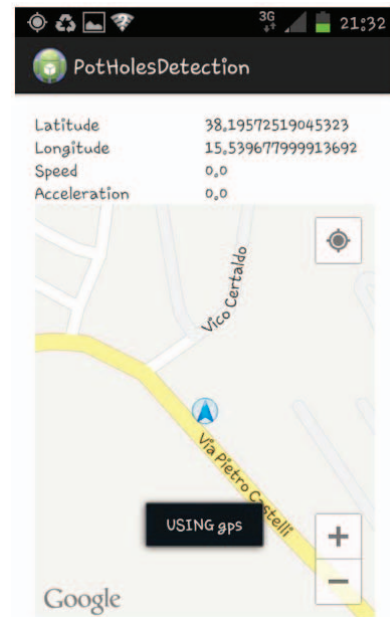 3G 21:32
PotHolesDetection
Latitude 38,19572519045323
Longitude 15,539677999913692
Speed 0,0
Acceleration 0,0
Vico Certaldo
Via Pietro Castelli
USING gps
+
−
Google